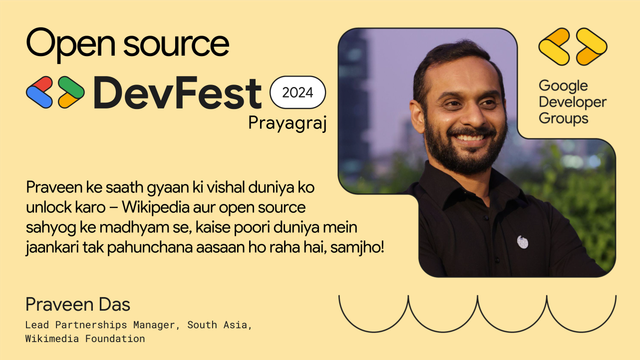 Open source
DevFest 2024
Prayagraj
Google
Developer
Groups
Praveen ke saath gyaan ki vishal duniya ko
unlock karo – Wikipedia aur open source
sahyog ke madhyam se, kaise poori duniya mein
jaankari tak pahunchana aasaan ho raha hai, samjho!
Praveen Das
Lead Partnerships Manager, South Asia,
Wikimedia Foundation